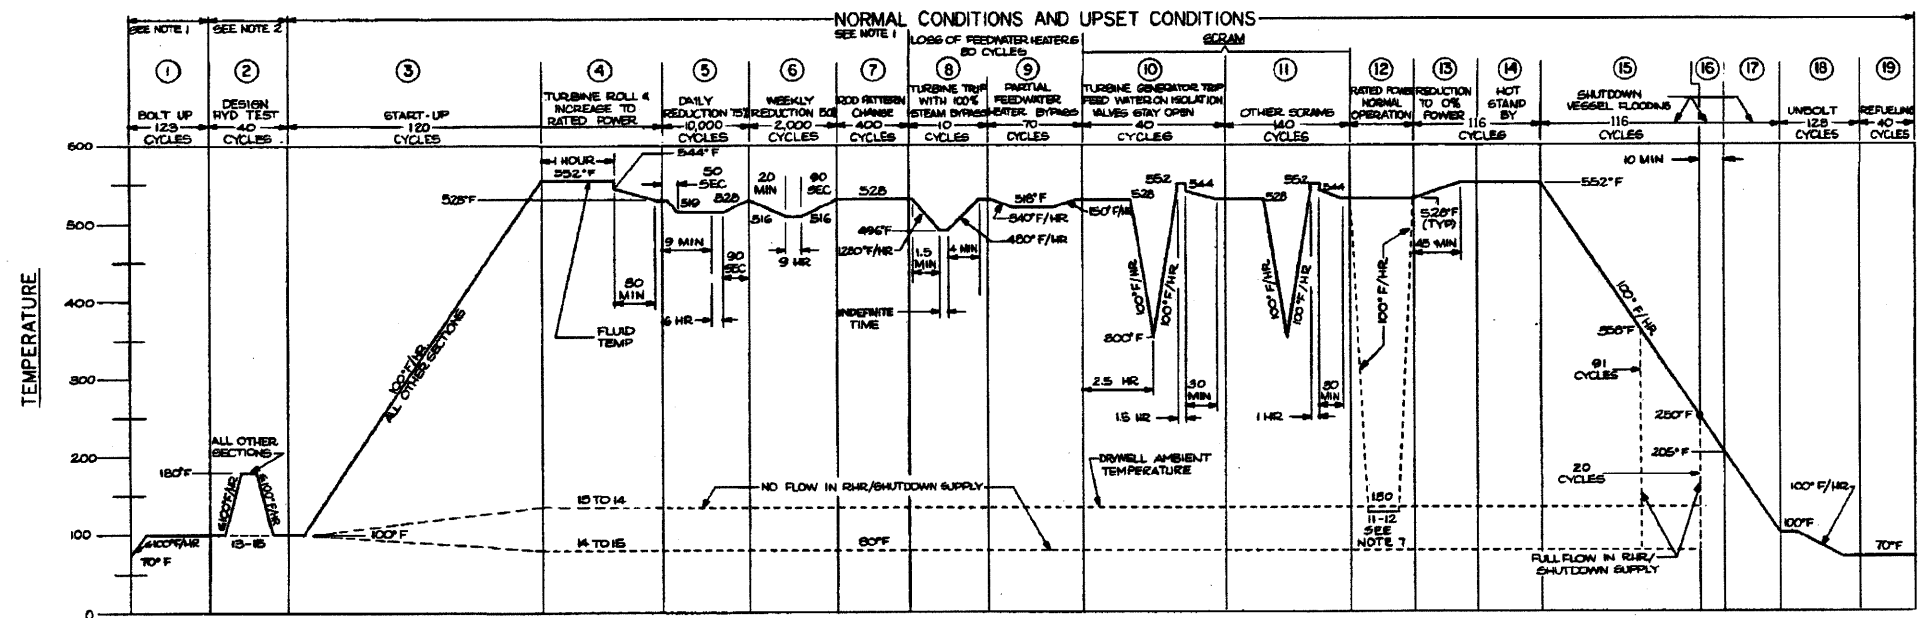 NORMAL CONDITIONS AND UPSET CONDITIONS
SEE NOTE 1
SEE NOTE 2
SEE NOTE 1
LOSS OF FEEDWATER HEATERS
80 CYCLES
SCRAM
1
2
3
4
5
6
7
8
9
10
11
12
13
14
15
16
17
18
19
BOLT UP
123
CYCLES
DESIGN
HYD TEST
40
CYCLES
START-UP
120
CYCLES
TURBINE ROLL &
INCREASE TO
RATED POWER
DAILY
REDUCTION 75%
10,000
CYCLES
WEEKLY
REDUCTION 50%
2,000
CYCLES
ROD PATTERN
CHANGE
400
CYCLES
TURBINE TRIP
WITH 100%
STEAM BYPASS
10
CYCLES
PARTIAL
FEEDWATER
HEATER BYPASS
70
CYCLES
TURBINE GENERATOR TRIP
FEED WATER ON ISOLATION
VALVES STAY OPEN
40
CYCLES
OTHER SCRAMS
140
CYCLES
RATED POWER
NORMAL
OPERATION
REDUCTION
TO 0%
POWER
HOT
STAND
BY
116
CYCLES
SHUTDOWN
VESSEL FLOODING
116
CYCLES
UNBOLT
123
CYCLES
REFUELING
40
CYCLES
TEMPERATURE
600
500
400
300
200
100
0
1 HOUR
552°F
544°F
528°F
50
SEC
519
528
9 MIN
90
SEC
6 HR
20
MIN
90
SEC
516
516
9 HR
528
496°F
1280°F/HR
1.5
MIN
4 MIN
INDEFINITE
TIME
518°F
540°F/HR
480°F/HR
150°F/HR
528
552
544
100°F/HR
100°F/HR
300°F
2.5 HR
30
MIN
1.5 HR
528
552
544
100°F/HR
100°F/HR
30
MIN
1 HR
100°F/HR
528°F
(TYP)
45 MIN
10 MIN
552°F
100°F/HR
358°F
91
CYCLES
250°F
205°F
20
CYCLES
FLUID
TEMP
100°F/HR
ALL OTHER SECTIONS
ALL OTHER
SECTIONS
180°F
≤100°F/HR
≤100°F/HR
13-15
≤100°F/HR
70°F
100°F
15 TO 14
14 TO 15
NO FLOW IN RHR/SHUTDOWN SUPPLY
80°F
DRYWELL AMBIENT
TEMPERATURE
130
11-12
SEE
NOTE 7
FULL FLOW IN RHR/
SHUTDOWN SUPPLY
100°F/HR
100°F
70°F